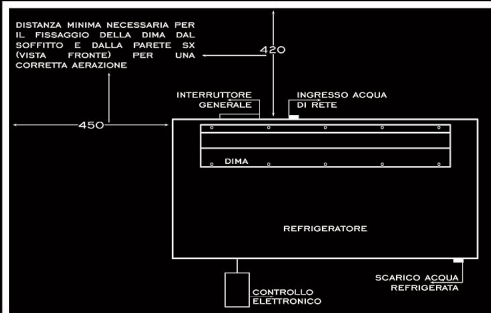 DISTANZA MINIMA NECESSARIA PER
IL FISSAGGIO DELLA DIMA DAL
SOFFITTO E DALLA PARETE SX
(VISTA FRONTE) PER UNA
CORRETTA AERAZIONE
420
450
INTERRUTTORE
GENERALE
INGRESSO ACQUA
DI RETE
DIMA
REFRIGERATORE
SCARICO ACQUA
REFRIGERATA
CONTROLLO
ELETTRONICO